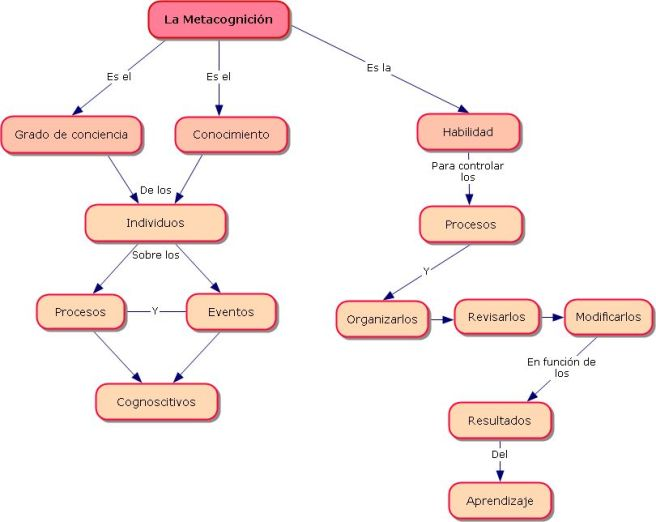 La Metacognición
Es el
Es el
Es la
Grado de conciencia
Conocimiento
Habilidad
Para controlar
los
De los
Individuos
Procesos
Sobre los
Y
Procesos
Y
Eventos
Organizarlos
Revisarlos
Modificarlos
En función de
los
Cognoscitivos
Resultados
Del
Aprendizaje